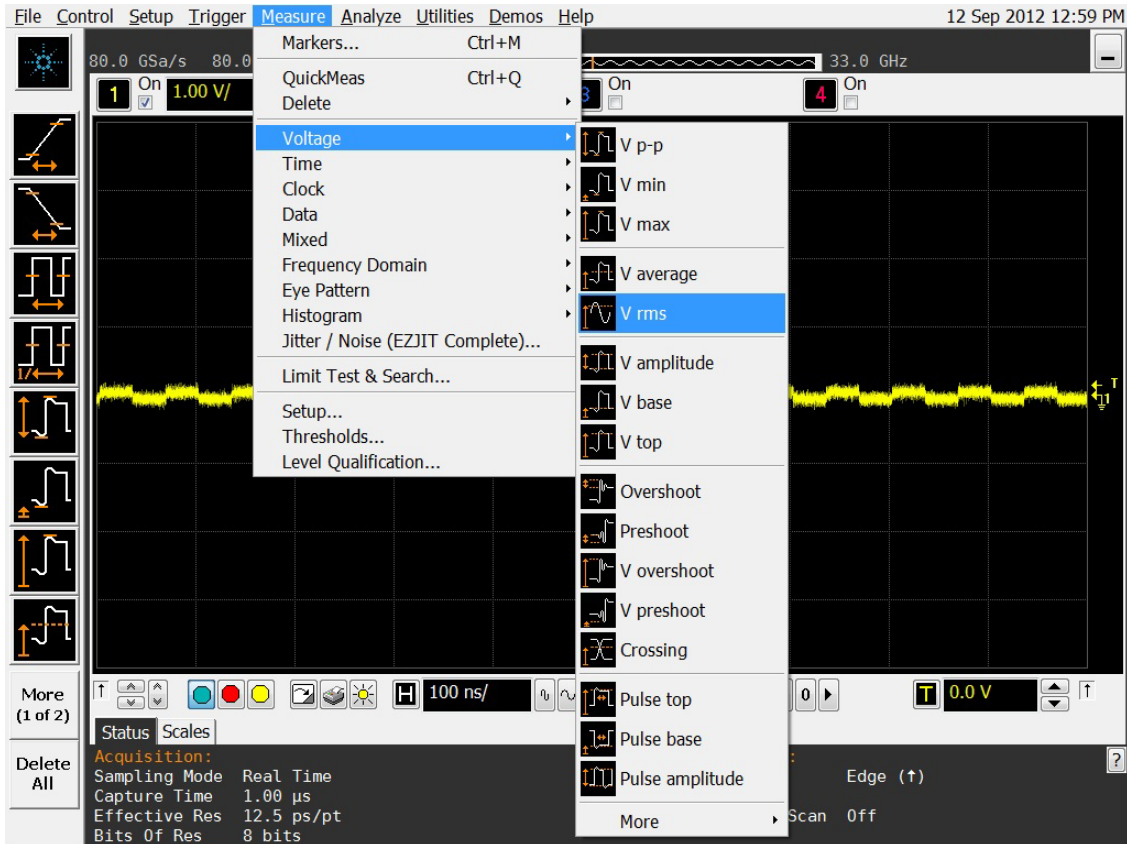 File Control Setup Trigger Measure Analyze Utilities Demos Help 12 Sep 2012 12:59 PM
80.0 GSa/s 80.0 33.0 GHz
1 On 1.00 V/ 3 On 4 On
Markers... Ctrl+M
QuickMeas Ctrl+Q
Delete
Voltage
Time
Clock
Data
Mixed
Frequency Domain
Eye Pattern
Histogram
Jitter / Noise (EZJIT Complete)...
Limit Test & Search...
Setup...
Thresholds...
Level Qualification...
V p-p
V min
V max
V average
V rms
V amplitude
V base
V top
Overshoot
Preshoot
V overshoot
V preshoot
Crossing
Pulse top
Pulse base
Pulse amplitude
More
1/
T
1
More
(1 of 2)
Delete
All
H 100 ns/ 0 T 0.0 V
Status Scales
?
Acquisition: :
Sampling Mode Real Time Edge (↑)
Capture Time 1.00 µs
Effective Res 12.5 ps/pt Scan Off
Bits Of Res 8 bits